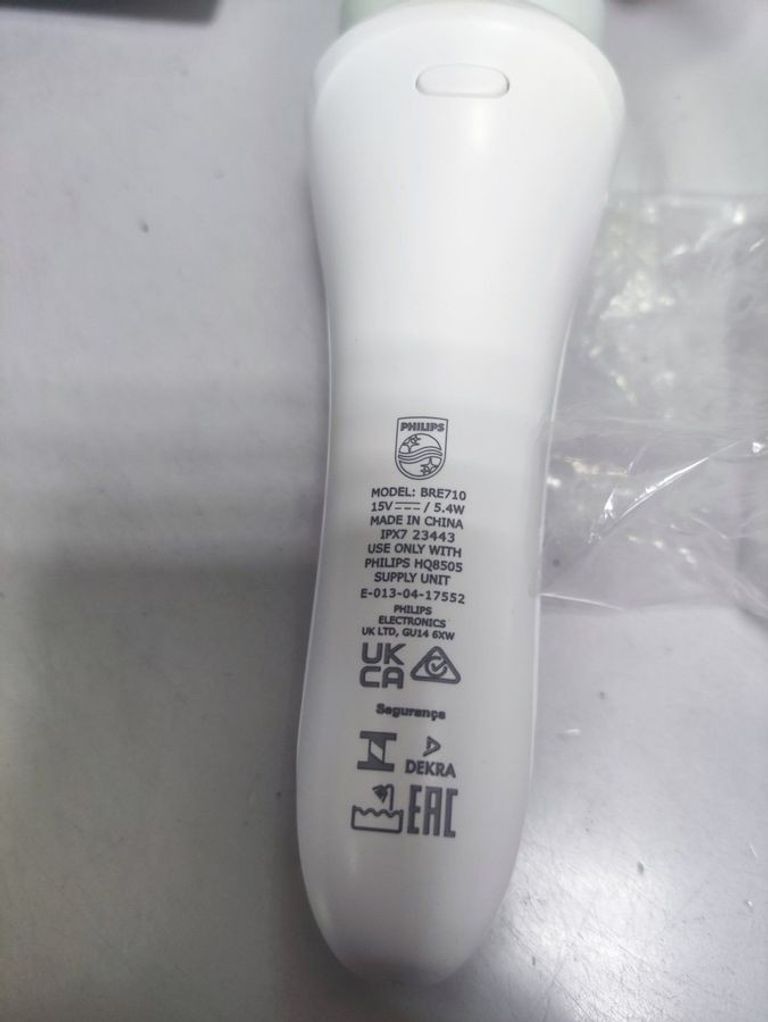 PHILIPS
MODEL: BRE710
15V⎓ / 5.4W
MADE IN CHINA
IPX7 23443
USE ONLY WITH
PHILIPS HQ8505
SUPPLY UNIT
E-013-04-17552
PHILIPS
ELECTRONICS
UK LTD, GU14 6XW
UK
CA
Segurança
DEKRA
EAC